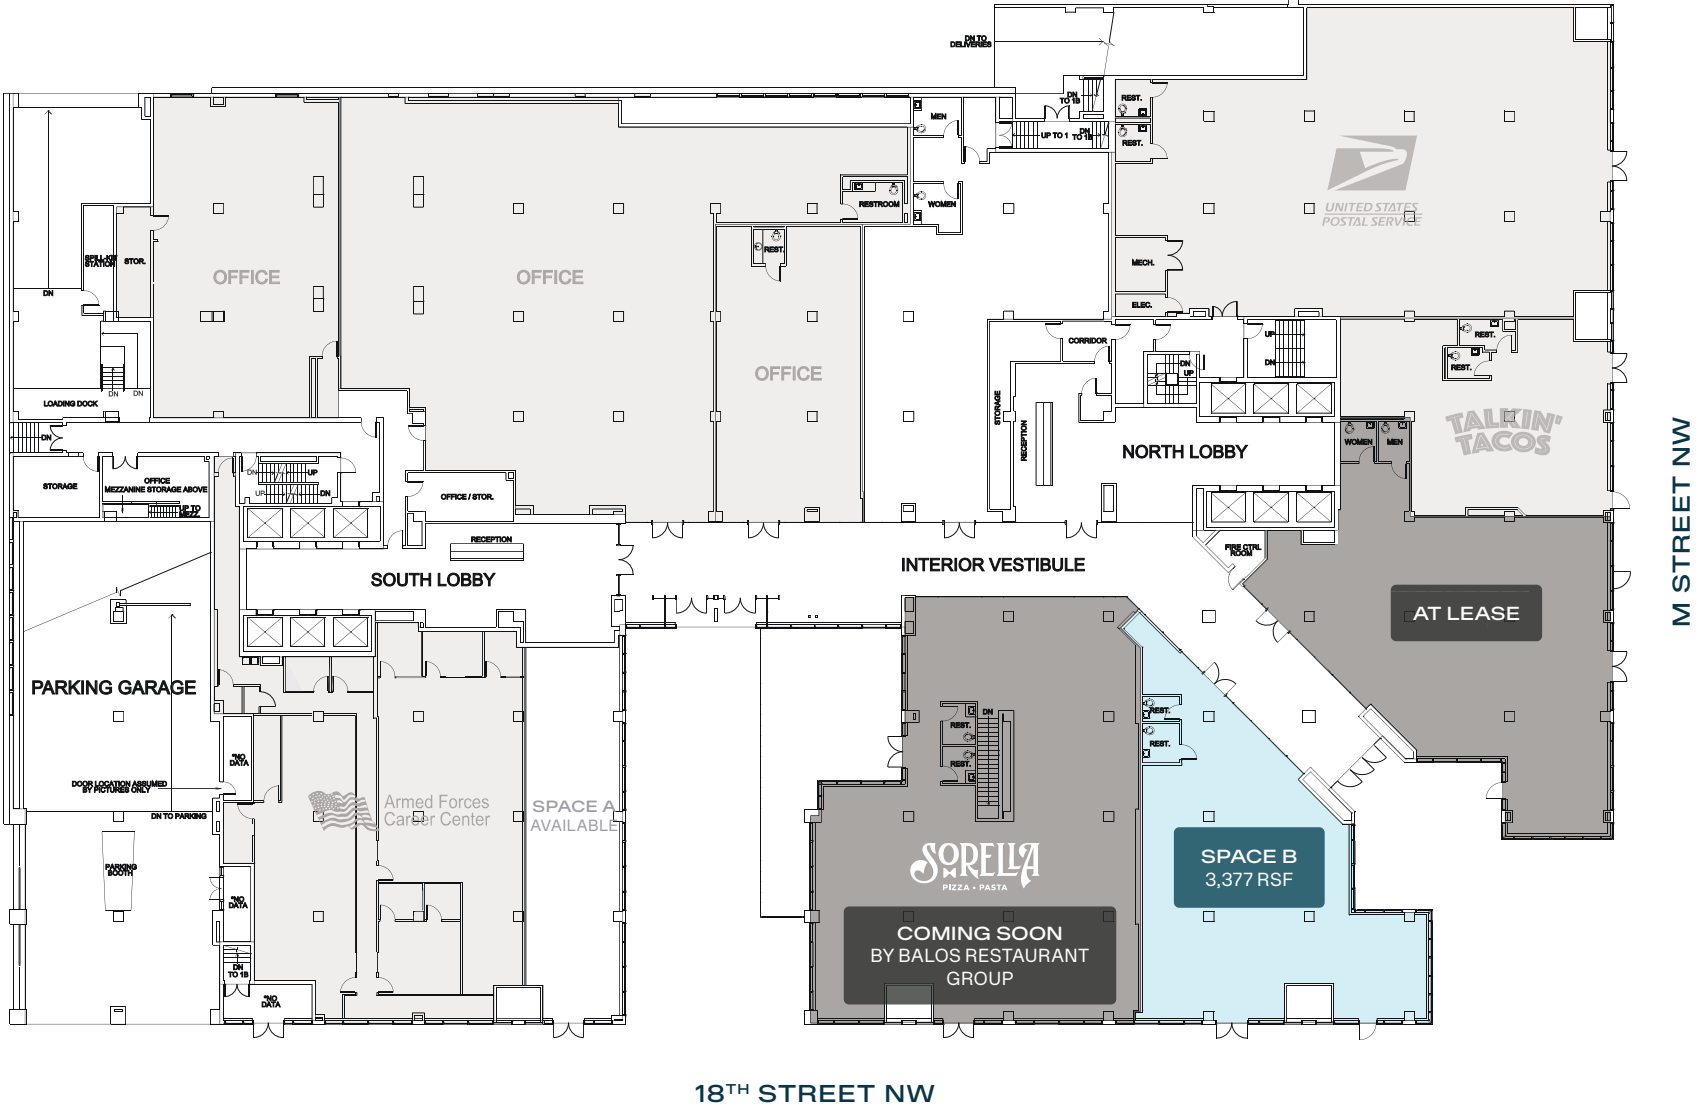 DN TO
DELIVERIES
DN
TO 1B
REST.
MEN
UP TO 1
DN
TO 1B
REST.
UNITED STATES
POSTAL SERVICE
RESTROOM
WOMEN
SPILL-KIT
STATION
STOR.
REST.
MECH.
OFFICE
OFFICE
DN
ELEC.
CORRIDOR
UP
DN
REST.
DN
UP
REST.
OFFICE
DN
DN
LOADING DOCK
STORAGE
RECEPTION
TALKIN'
TACOS
DN
WOMEN
MEN
NORTH LOBBY
M STREET NW
DN
UP
STORAGE
OFFICE
MEZZANINE STORAGE ABOVE
UP
DN
OFFICE / STOR.
UP TO
MEZZ.
RECEPTION
FIRE CTRL
ROOM
SOUTH LOBBY
INTERIOR VESTIBULE
AT LEASE
PARKING GARAGE
DN
REST.
REST.
REST.
REST.
*NO
DATA
DOOR LOCATION ASSUMED
BY PICTURES ONLY
Armed Forces
Career Center
SPACE A
AVAILABLE
DN TO PARKING
SORELLA
PIZZA • PASTA
SPACE B
3,377 RSF
PARKING
BOOTH
*NO
DATA
COMING SOON
BY BALOS RESTAURANT
GROUP
DN
TO 1B
*NO
DATA
18TH STREET NW